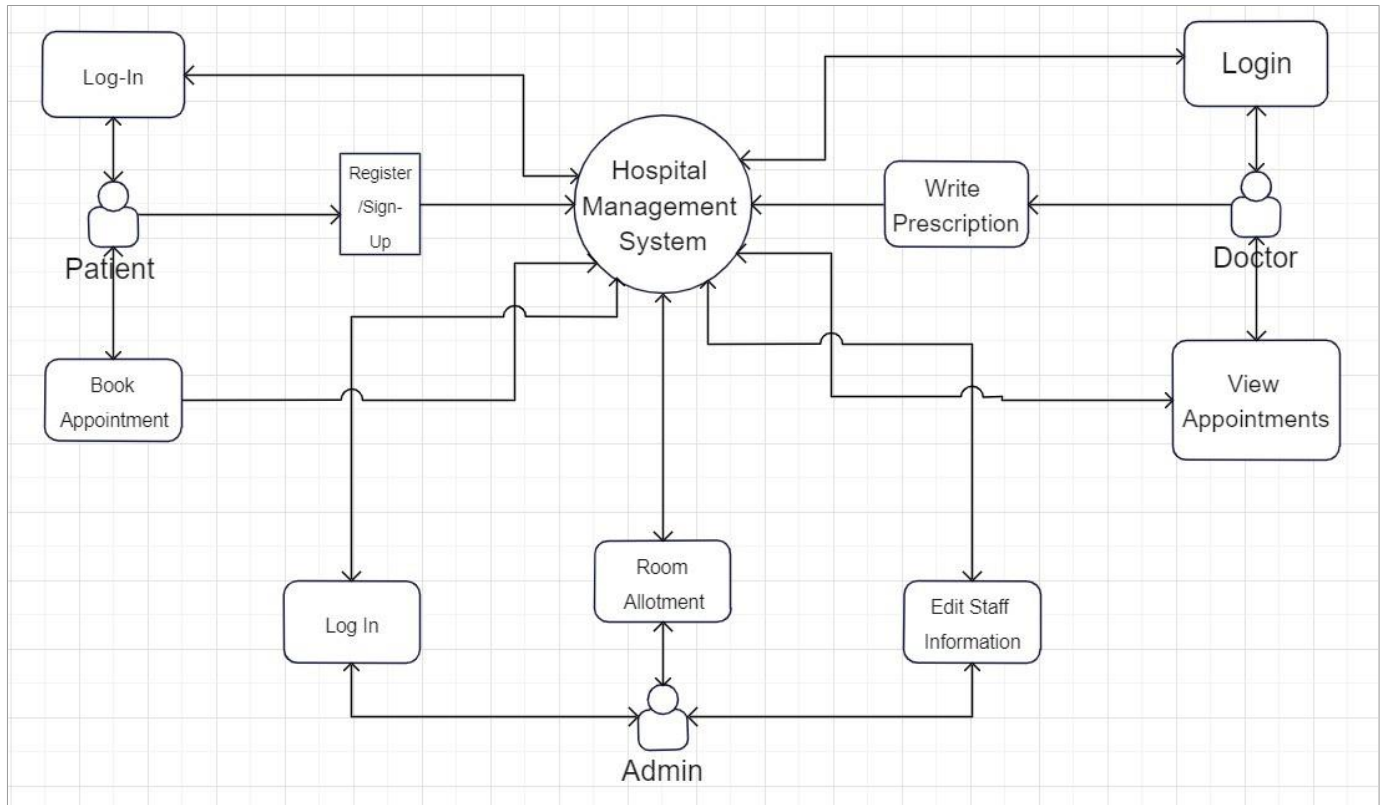 Log-In
Login
Hospital
Management
System
Register
/Sign-
Up
Write
Prescription
Patient
Doctor
Book
Appointment
View
Appointments
Room
Allotment
Log In
Edit Staff
Information
Admin